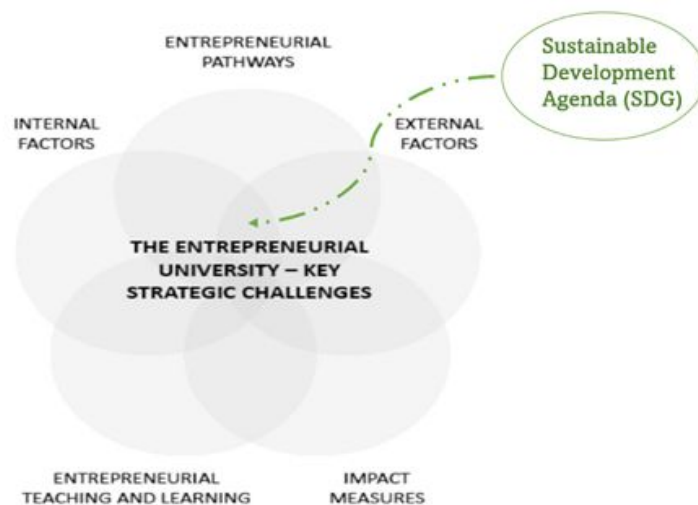 ENTREPRENEURIAL
PATHWAYS
Sustainable
Development
Agenda (SDG)
INTERNAL
FACTORS
EXTERNAL
FACTORS
THE ENTREPRENEURIAL
UNIVERSITY – KEY
STRATEGIC CHALLENGES
ENTREPRENEURIAL
TEACHING AND LEARNING
IMPACT
MEASURES